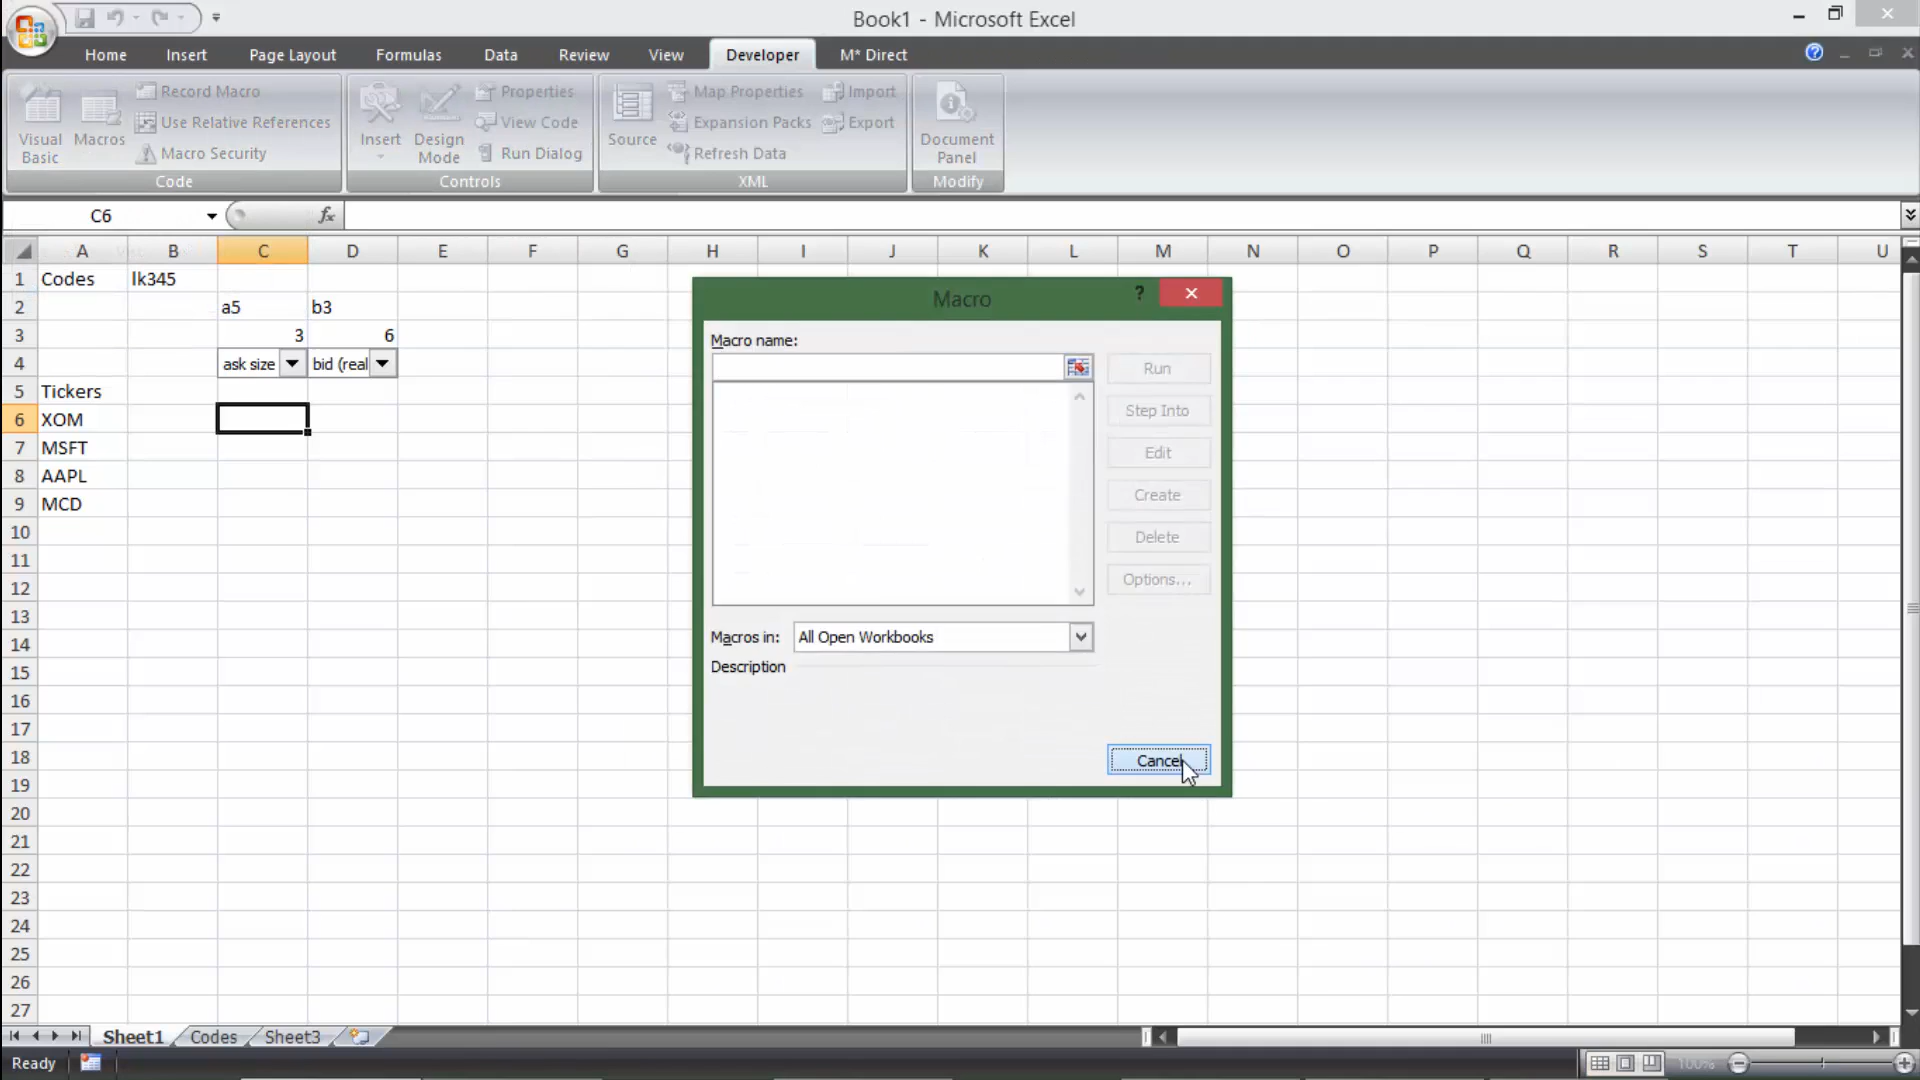 Book1 - Microsoft Excel
Home Insert Page Layout Formulas Data Review View Developer M* Direct
Visual Basic
Macros
Record Macro
Use Relative References
Macro Security
Code
Insert
Design Mode
Properties
View Code
Run Dialog
Controls
Source
Map Properties
Expansion Packs
Refresh Data
Import
Export
XML
Document Panel
Modify
C6 fx
A B C D E F G H I J K L M N O P Q R S T U
1 Codes lk345
2 a5 b3
3 3 6
4 ask size bid (real
5 Tickers
6 XOM
7 MSFT
8 AAPL
9 MCD
10
11
12
13
14
15
16
17
18
19
20
21
22
23
24
25
26
27
Macro ?
Macro name:
Run
Step Into
Edit
Create
Delete
Options...
Macros in: All Open Workbooks
Description
Cancel
Sheet1 Codes Sheet3
Ready 100%